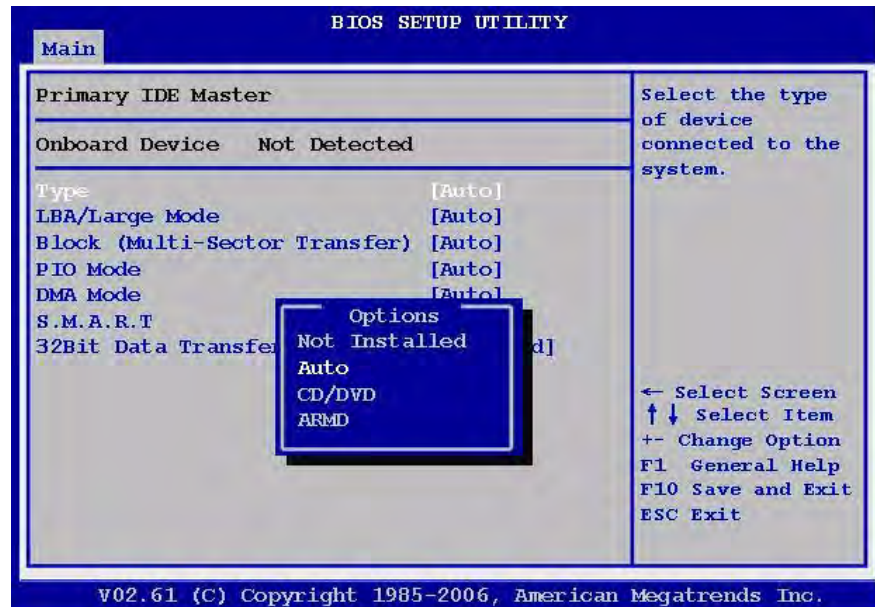 BIOS SETUP UTILITY
Main
Primary IDE Master
Onboard Device Not Detected
Type [Auto]
LBA/Large Mode [Auto]
Block (Multi-Sector Transfer) [Auto]
PIO Mode [Auto]
DMA Mode [Auto]
S.M.A.R.T
32Bit Data Transfer d]
Options
Not Installed
Auto
CD/DVD
ARMD
Select the type
of device
connected to the
system.
← Select Screen
↑↓ Select Item
+- Change Option
F1 General Help
F10 Save and Exit
ESC Exit
V02.61 (C) Copyright 1985-2006, American Megatrends Inc.